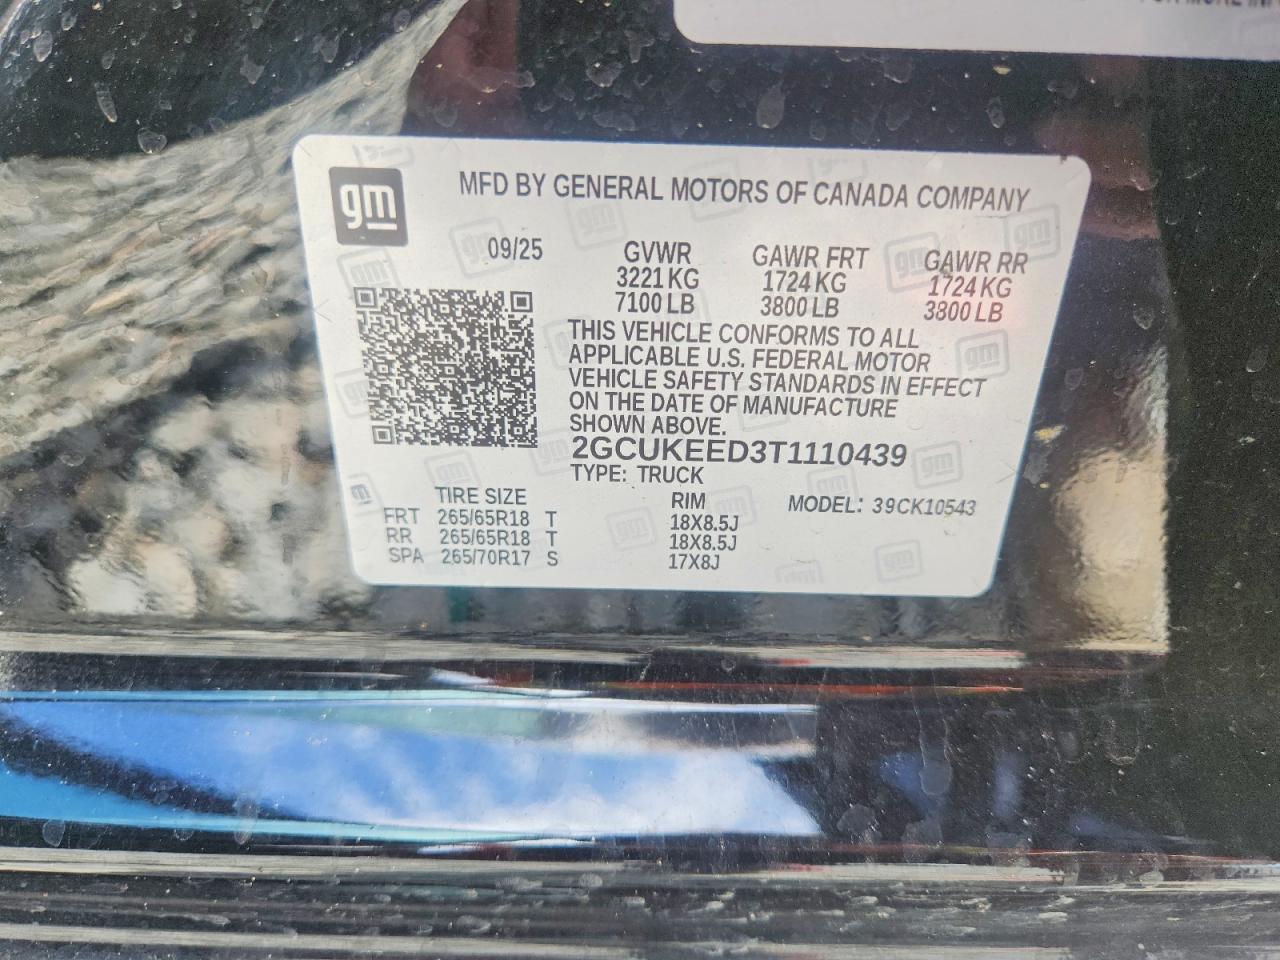 gm
MFD BY GENERAL MOTORS OF CANADA COMPANY
09/25 GVWR GAWR FRT GAWR RR
3221 KG 1724 KG 1724 KG
7100 LB 3800 LB 3800 LB
THIS VEHICLE CONFORMS TO ALL
APPLICABLE U.S. FEDERAL MOTOR
VEHICLE SAFETY STANDARDS IN EFFECT
ON THE DATE OF MANUFACTURE
SHOWN ABOVE.
2GCUKEED3T1110439
TYPE: TRUCK
TIRE SIZE RIM MODEL: 39CK10543
FRT 265/65R18 T 18X8.5J
RR 265/65R18 T 18X8.5J
SPA 265/70R17 S 17X8J